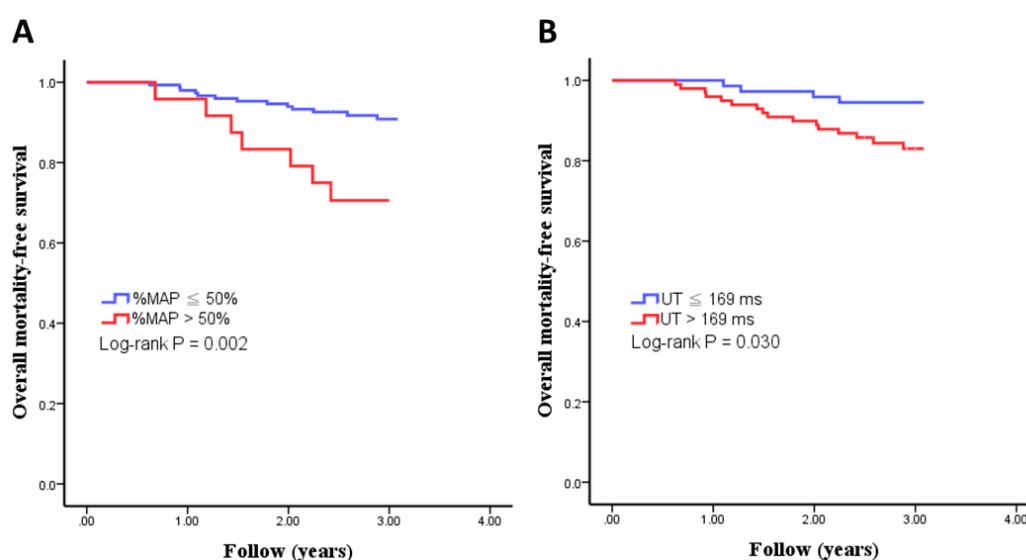 A
Overall mortality-free survival
1.0
0.8
0.6
0.4
0.2
0.0
%MAP ≦ 50%
%MAP > 50%
Log-rank P = 0.002
.00 1.00 2.00 3.00 4.00
Follow (years)
B
Overall mortality-free survival
1.0
0.8
0.6
0.4
0.2
0.0
UT ≦ 169 ms
UT > 169 ms
Log-rank P = 0.030
.00 1.00 2.00 3.00 4.00
Follow (years)